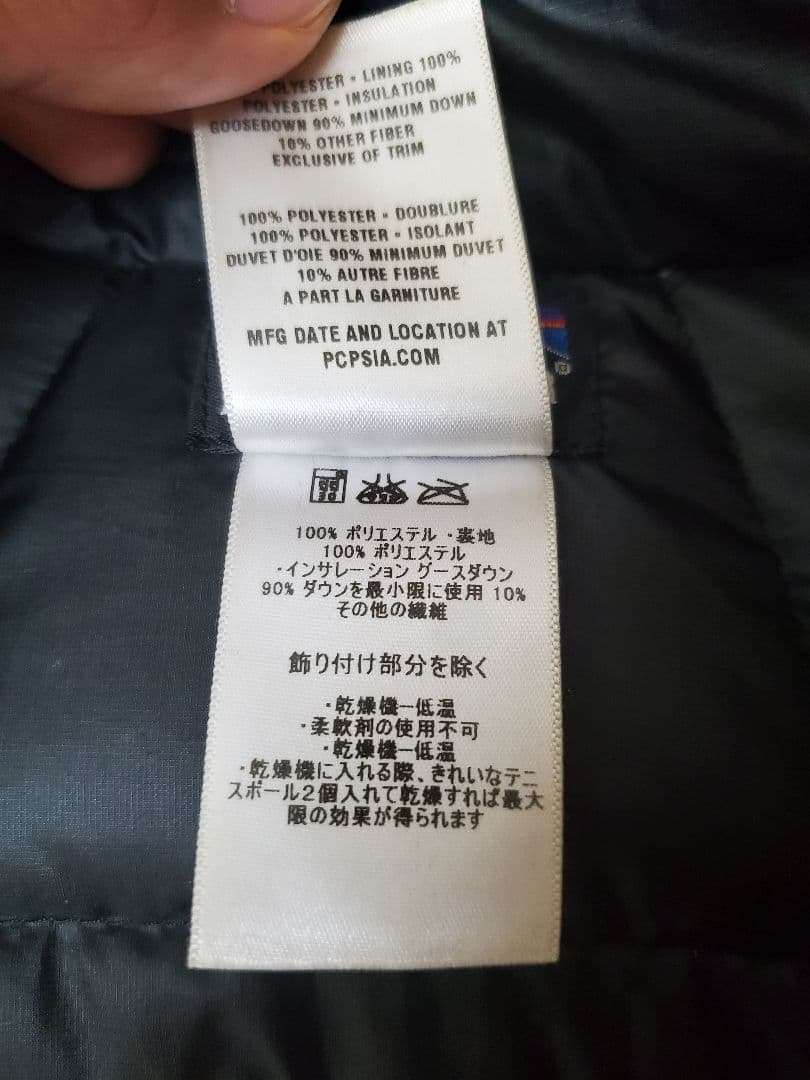 POLYESTER • LINING 100%
POLYESTER • INSULATION
GOOSEDOWN 90% MINIMUM DOWN
10% OTHER FIBER
EXCLUSIVE OF TRIM
100% POLYESTER • DOUBLURE
100% POLYESTER • ISOLANT
DUVET D'OIE 90% MINIMUM DUVET
10% AUTRE FIBRE
A PART LA GARNITURE
MFG DATE AND LOCATION AT
PCPSIA.COM
100% ポリエステル ・裏地
100% ポリエステル
・インサレーション グースダウン
90% ダウンを最小限に使用 10%
その他の繊維
飾り付け部分を除く
・乾燥機ー低温
・柔軟剤の使用不可
・乾燥機ー低温
・乾燥機に入れる際、きれいなテニ
スボール2個入れて乾燥すれば最大
限の効果が得られます